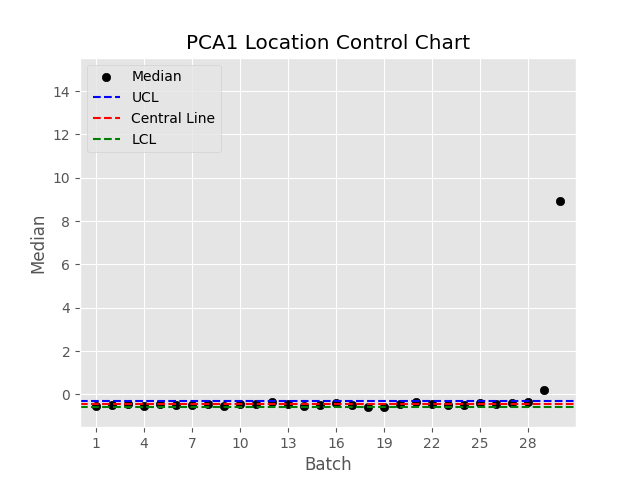 PCA1 Location Control Chart
Median
UCL
Central Line
LCL
14
12
10
8
6
4
2
0
Median
1 4 7 10 13 16 19 22 25 28
Batch